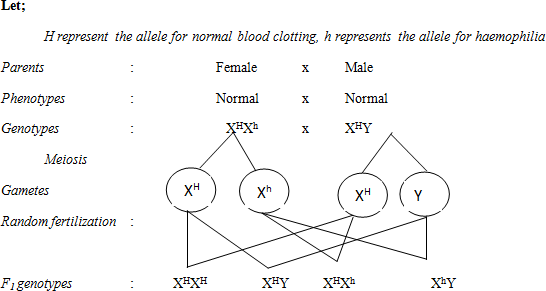 Let;
H represent the allele for normal blood clotting, h represents the allele for haemophilia
Parents : Female x Male
Phenotypes : Normal x Normal
Genotypes : XᴴXʰ x XᴴY
Meiosis
Gametes Xᴴ Xʰ Xᴴ Y
Random fertilization :
F₁ genotypes : XᴴXᴴ XᴴY XᴴXʰ XʰY